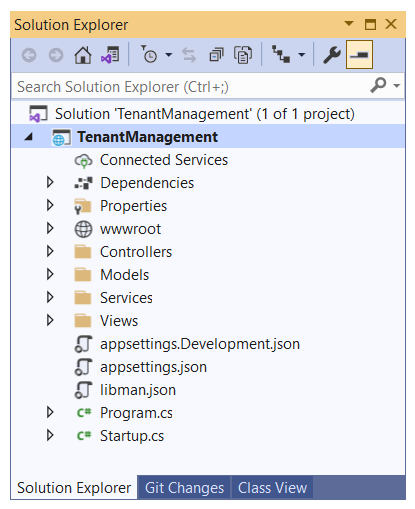 Solution Explorer
Search Solution Explorer (Ctrl+;)
Solution 'TenantManagement' (1 of 1 project)
TenantManagement
Connected Services
Dependencies
Properties
wwwroot
Controllers
Models
Services
Views
appsettings.Development.json
appsettings.json
libman.json
C# Program.cs
C# Startup.cs
Solution Explorer Git Changes Class View